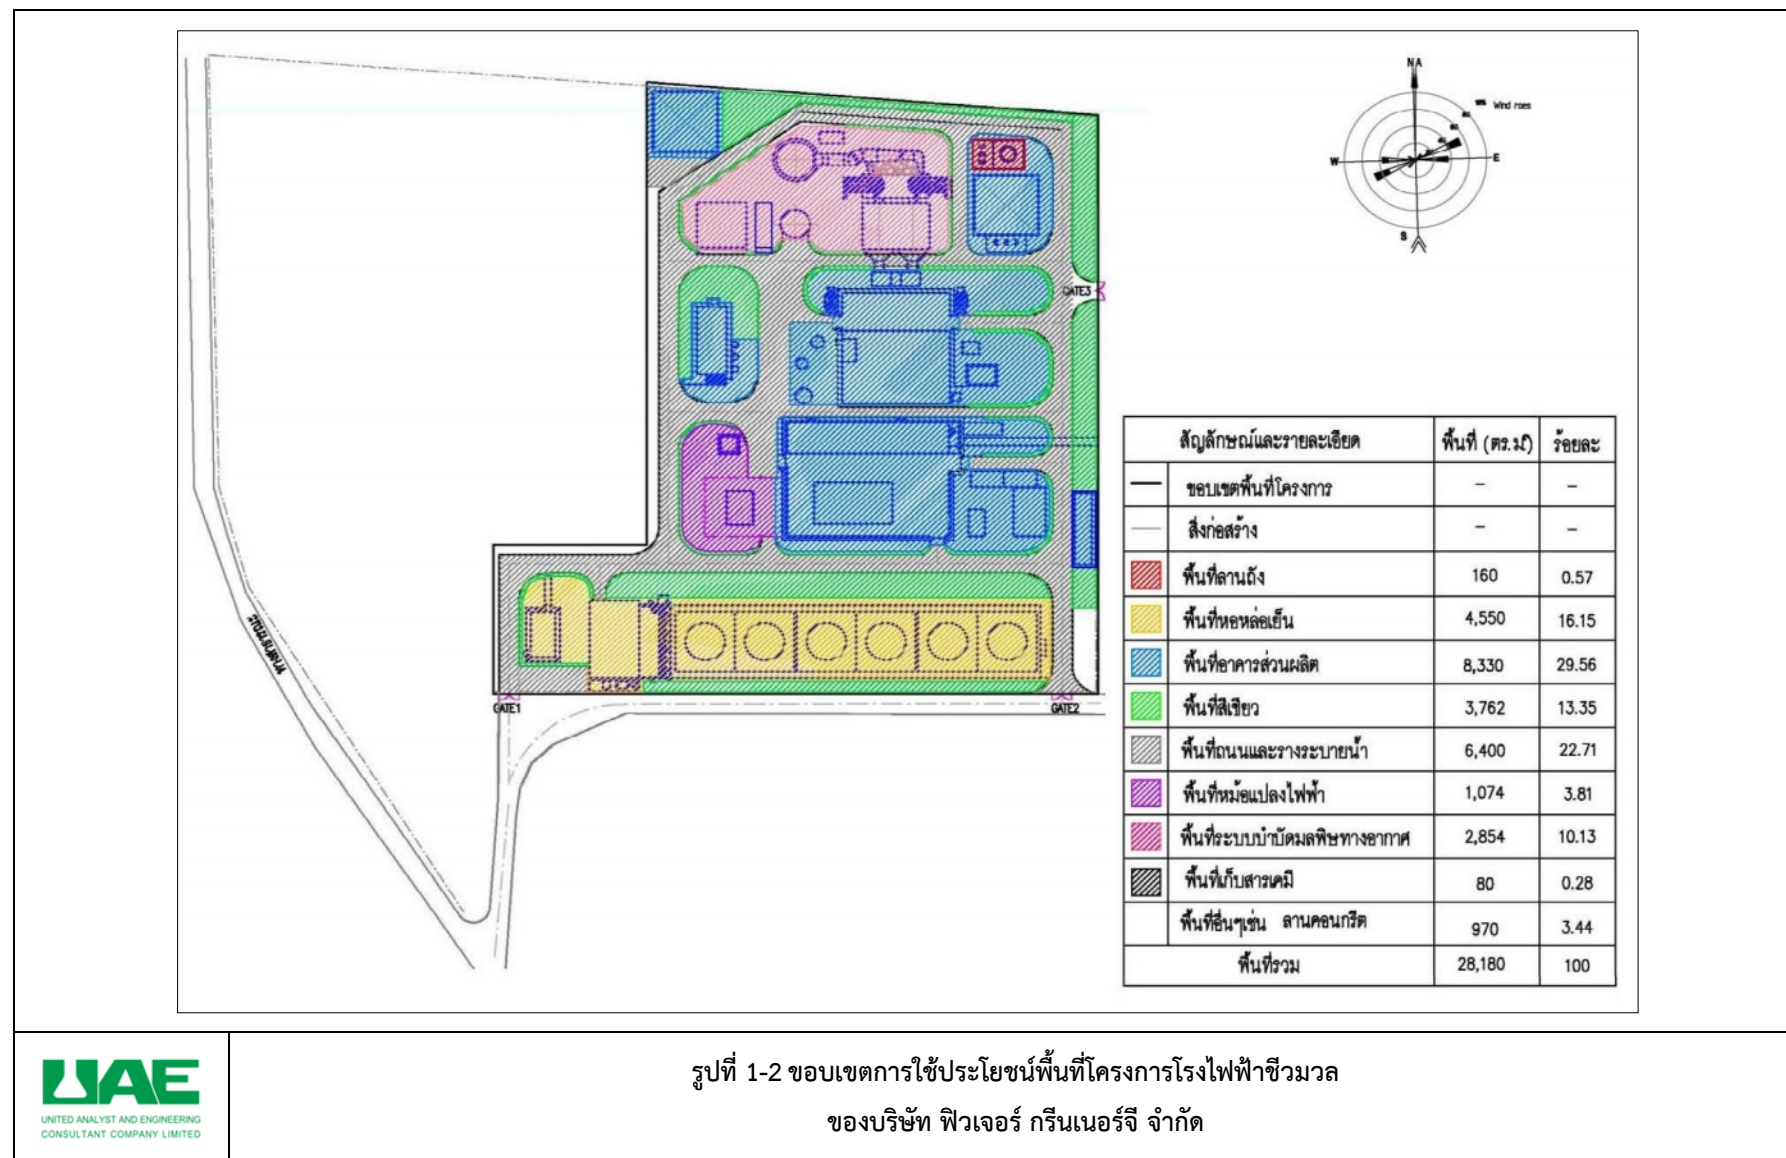 NA
Wind roes
W
E
S
GATE3
GATE1
GATE2
ทางสาธารณะ
สัญลักษณ์และรายละเอียด พื้นที่ (ตร.ม) ร้อยละ
ขอบเขตพื้นที่โครงการ – –
สิ่งก่อสร้าง – –
พื้นที่ลานถัง 160 0.57
พื้นที่หอหล่อเย็น 4,550 16.15
พื้นที่อาคารส่วนผลิต 8,330 29.56
พื้นที่สีเขียว 3,762 13.35
พื้นที่ถนนและรางระบายน้ำ 6,400 22.71
พื้นที่หม้อแปลงไฟฟ้า 1,074 3.81
พื้นที่ระบบบำบัดมลพิษทางอากาศ 2,854 10.13
พื้นที่เก็บสารเคมี 80 0.28
พื้นที่อื่นๆเช่น ลานคอนกรีต 970 3.44
พื้นที่รวม 28,180 100
UAE
UNITED ANALYST AND ENGINEERING
CONSULTANT COMPANY LIMITED
รูปที่ 1-2 ขอบเขตการใช้ประโยชน์พื้นที่โครงการโรงไฟฟ้าชีวมวล
ของบริษัท ฟิวเจอร์ กรีนเนอร์จี จำกัด